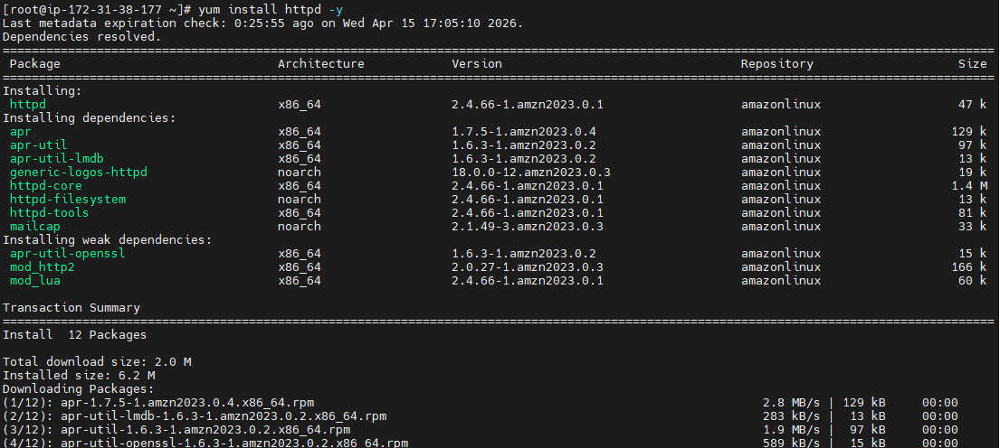 [root@ip-172-31-38-177 ~]# yum install httpd -y
Last metadata expiration check: 0:25:55 ago on Wed Apr 15 17:05:10 2026.
Dependencies resolved.
================================================================================
Package Architecture Version Repository Size
================================================================================
Installing:
httpd x86_64 2.4.66-1.amzn2023.0.1 amazonlinux 47 k
Installing dependencies:
apr x86_64 1.7.5-1.amzn2023.0.4 amazonlinux 129 k
apr-util x86_64 1.6.3-1.amzn2023.0.2 amazonlinux 97 k
apr-util-lmdb x86_64 1.6.3-1.amzn2023.0.2 amazonlinux 13 k
generic-logos-httpd noarch 18.0.0-12.amzn2023.0.3 amazonlinux 19 k
httpd-core x86_64 2.4.66-1.amzn2023.0.1 amazonlinux 1.4 M
httpd-filesystem noarch 2.4.66-1.amzn2023.0.1 amazonlinux 13 k
httpd-tools x86_64 2.4.66-1.amzn2023.0.1 amazonlinux 81 k
mailcap noarch 2.1.49-3.amzn2023.0.3 amazonlinux 33 k
Installing weak dependencies:
apr-util-openssl x86_64 1.6.3-1.amzn2023.0.2 amazonlinux 15 k
mod_http2 x86_64 2.0.27-1.amzn2023.0.3 amazonlinux 166 k
mod_lua x86_64 2.4.66-1.amzn2023.0.1 amazonlinux 60 k
Transaction Summary
================================================================================
Install 12 Packages
Total download size: 2.0 M
Installed size: 6.2 M
Downloading Packages:
(1/12): apr-1.7.5-1.amzn2023.0.4.x86_64.rpm 2.8 MB/s | 129 kB 00:00
(2/12): apr-util-lmdb-1.6.3-1.amzn2023.0.2.x86_64.rpm 283 kB/s | 13 kB 00:00
(3/12): apr-util-1.6.3-1.amzn2023.0.2.x86_64.rpm 1.9 MB/s | 97 kB 00:00
(4/12): apr-util-openssl-1.6.3-1.amzn2023.0.2.x86_64.rpm 589 kB/s | 15 kB 00:00